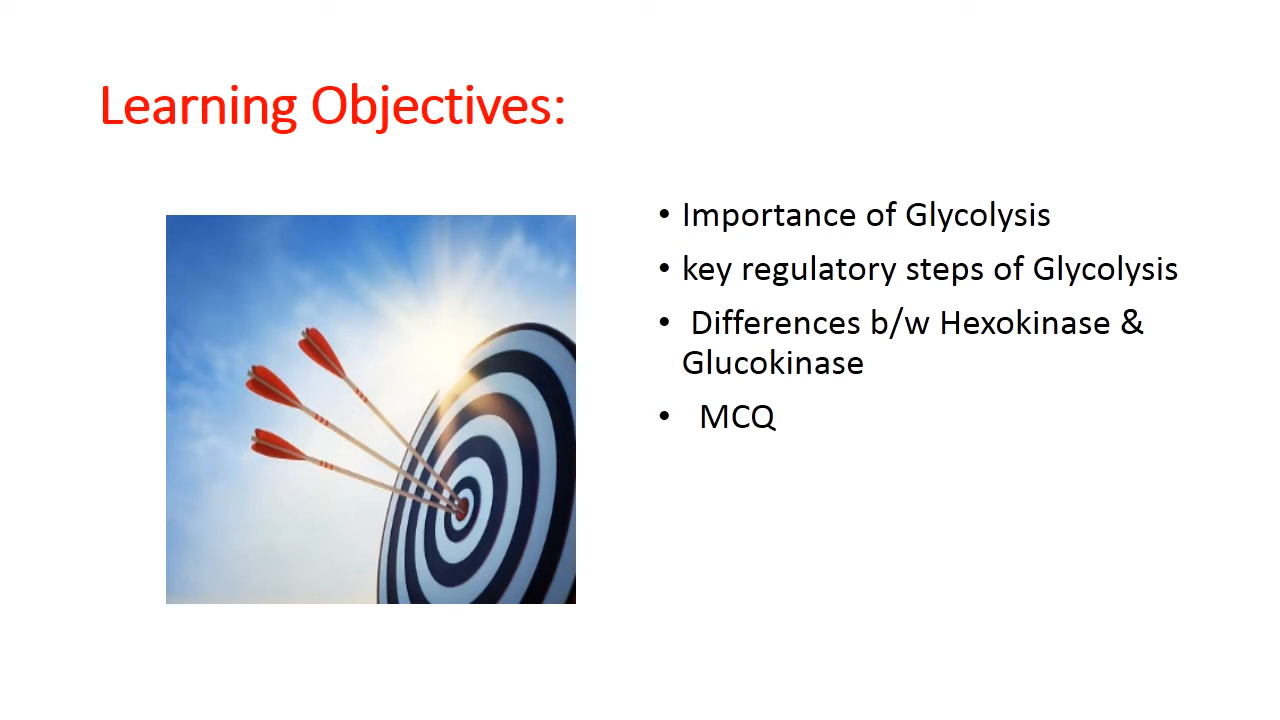 Learning Objectives:
• Importance of Glycolysis
• key regulatory steps of Glycolysis
• Differences b/w Hexokinase &
Glucokinase
• MCQ